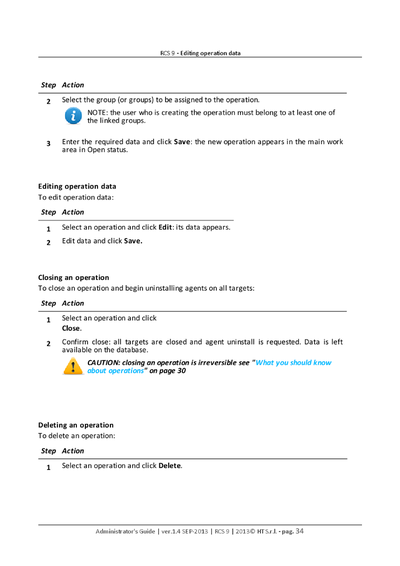 RCS 9 - Editing operation data
Step Action
2 Select the group (or groups) to be assigned to the operation.
NOTE: the user who is creating the operation must belong to at least one of
the linked groups.
3 Enter the required data and click Save: the new operation appears in the main work
area in Open status.
Editing operation data
To edit operation data:
Step Action
1 Select an operation and click Edit: its data appears.
2 Edit data and click Save.
Closing an operation
To close an operation and begin uninstalling agents on all targets:
Step Action
1 Select an operation and click
Close.
2 Confirm close: all targets are closed and agent uninstall is requested. Data is left
available on the database.
CAUTION: closing an operation is irreversible see "What you should know
about operations" on page 30
Deleting an operation
To delete an operation:
Step Action
1 Select an operation and click Delete.
Administrator's Guide | ver.1.4 SEP-2013 | RCS 9 | 2013© HT S.r.l. - pag. 34